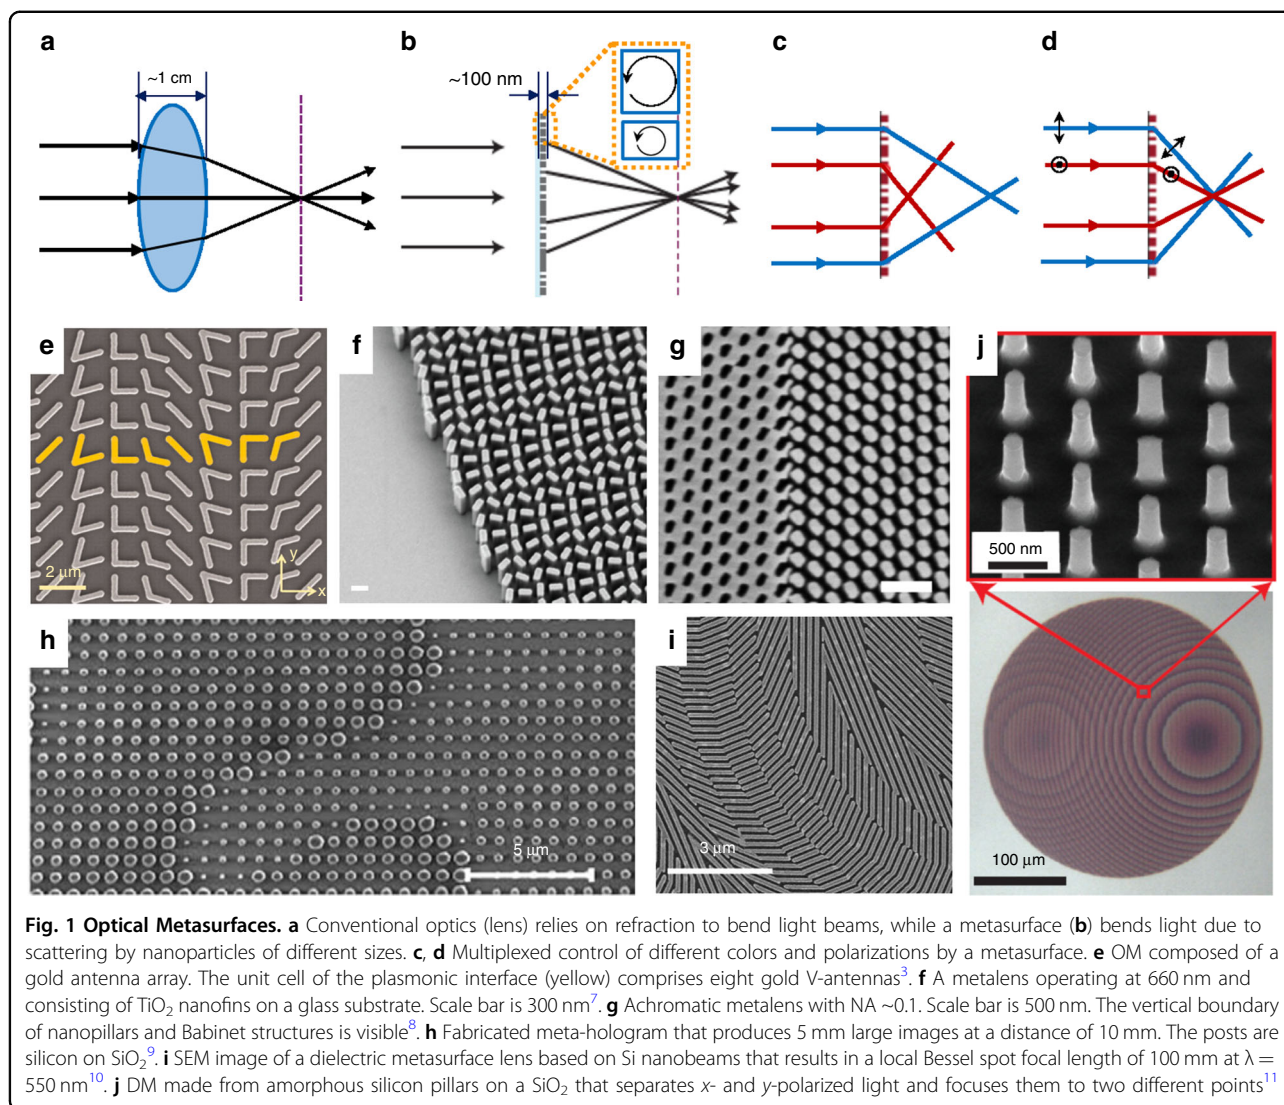 a
b
c
d
~1 cm
~100 nm
e
f
g
j
2 μm
y
x
500 nm
h
i
5 μm
3 μm
100 μm
Fig. 1 Optical Metasurfaces. a Conventional optics (lens) relies on refraction to bend light beams, while a metasurface (b) bends light due to
scattering by nanoparticles of different sizes. c, d Multiplexed control of different colors and polarizations by a metasurface. e OM composed of a
gold antenna array. The unit cell of the plasmonic interface (yellow) comprises eight gold V-antennas3. f A metalens operating at 660 nm and
consisting of TiO2 nanofins on a glass substrate. Scale bar is 300 nm7. g Achromatic metalens with NA ~0.1. Scale bar is 500 nm. The vertical boundary
of nanopillars and Babinet structures is visible8. h Fabricated meta-hologram that produces 5 mm large images at a distance of 10 mm. The posts are
silicon on SiO29. i SEM image of a dielectric metasurface lens based on Si nanobeams that results in a local Bessel spot focal length of 100 mm at λ =
550 nm10. j DM made from amorphous silicon pillars on a SiO2 that separates x- and y-polarized light and focuses them to two different points11